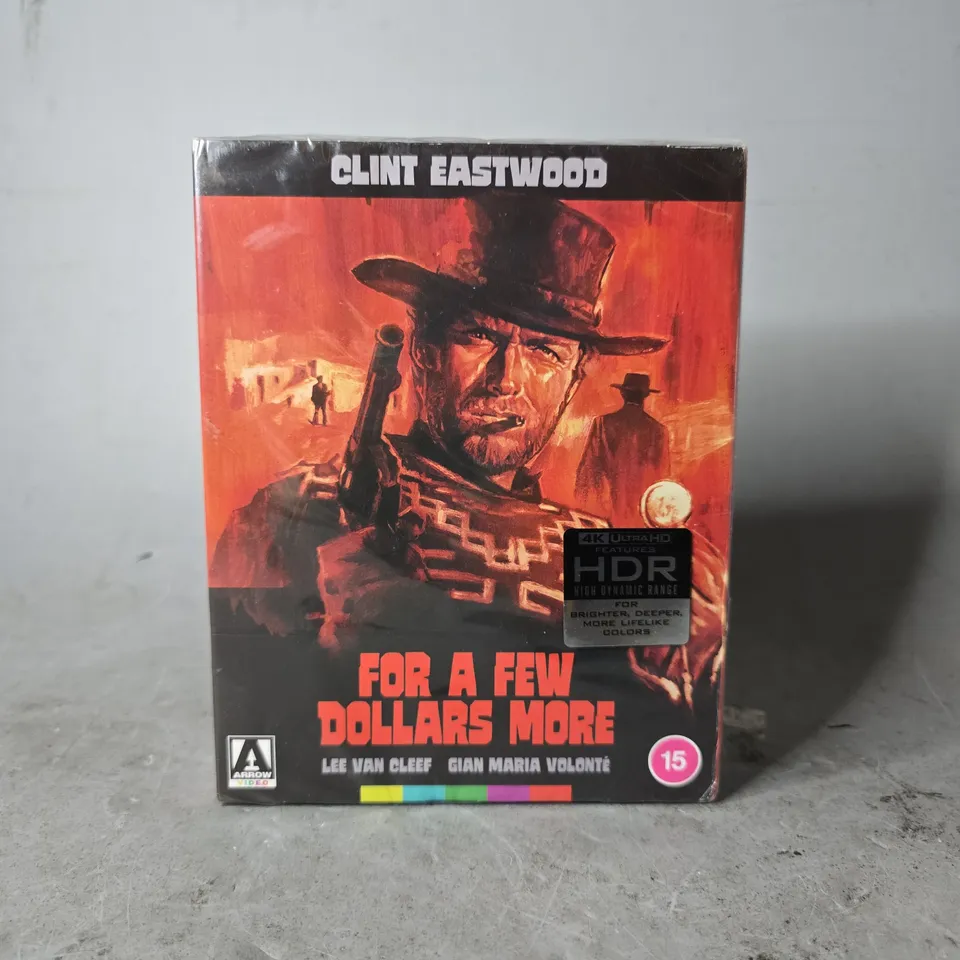 CLINT EASTWOOD
4K ULTRA HD
FEATURES
HDR
HIGH DYNAMIC RANGE
FOR
BRIGHTER, DEEPER,
MORE LIFELIKE
COLORS
FOR A FEW
DOLLARS MORE
LEE VAN CLEEF GIAN MARIA VOLONTÉ
A
ARROW
VIDEO
15